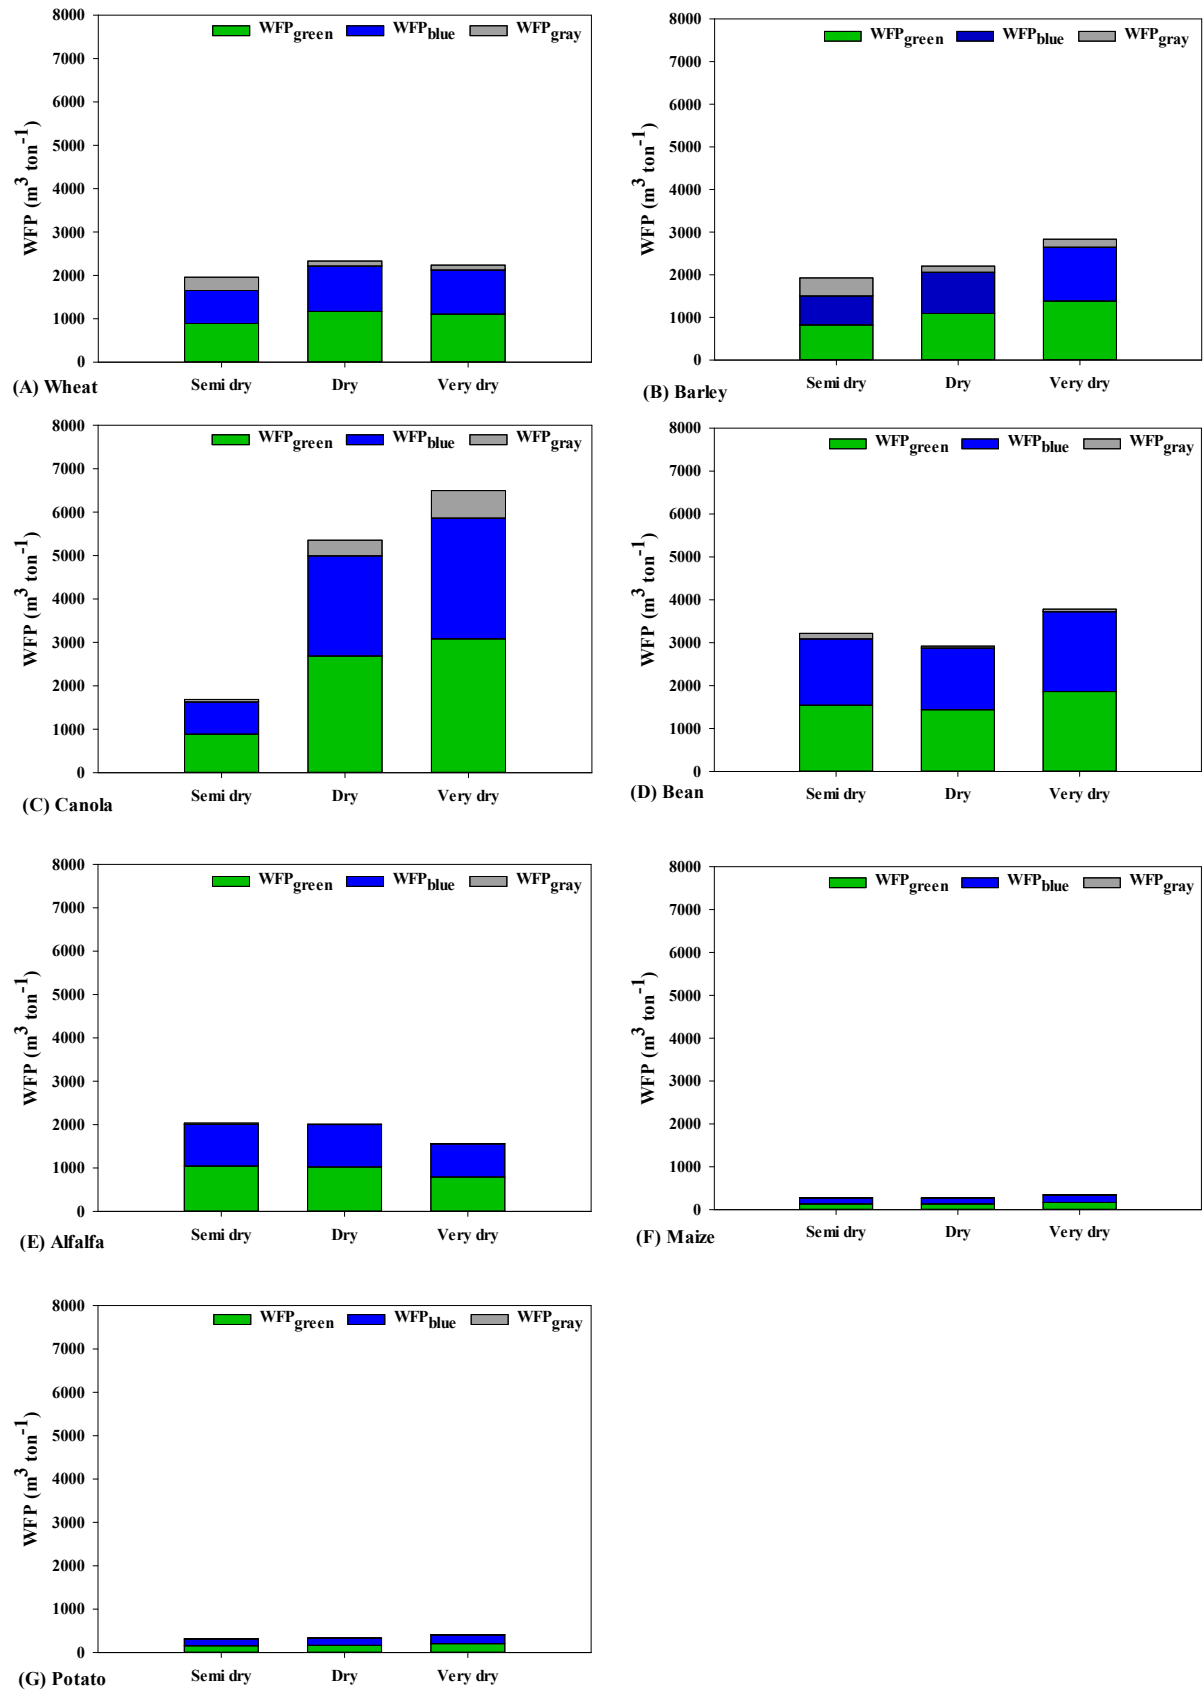 WFPgreen WFPblue WFPgray
8000
7000
6000
5000
4000
3000
2000
1000
0
WFP (m3 ton-1)
Semi dry Dry Very dry
(A) Wheat
WFPgreen WFPblue WFPgray
8000
7000
6000
5000
4000
3000
2000
1000
0
WFP (m3 ton-1)
Semi dry Dry Very dry
(B) Barley
WFPgreen WFPblue WFPgray
8000
7000
6000
5000
4000
3000
2000
1000
0
WFP (m3 ton-1)
Semi dry Dry Very dry
(C) Canola
WFPgreen WFPblue WFPgray
8000
7000
6000
5000
4000
3000
2000
1000
0
WFP (m3 ton-1)
Semi dry Dry Very dry
(D) Bean
WFPgreen WFPblue WFPgray
8000
7000
6000
5000
4000
3000
2000
1000
0
WFP (m3 ton-1)
Semi dry Dry Very dry
(E) Alfalfa
WFPgreen WFPblue WFPgray
8000
7000
6000
5000
4000
3000
2000
1000
0
WFP (m3 ton-1)
Semi dry Dry Very dry
(F) Maize
WFPgreen WFPblue WFPgray
8000
7000
6000
5000
4000
3000
2000
1000
0
WFP (m3 ton-1)
Semi dry Dry Very dry
(G) Potato